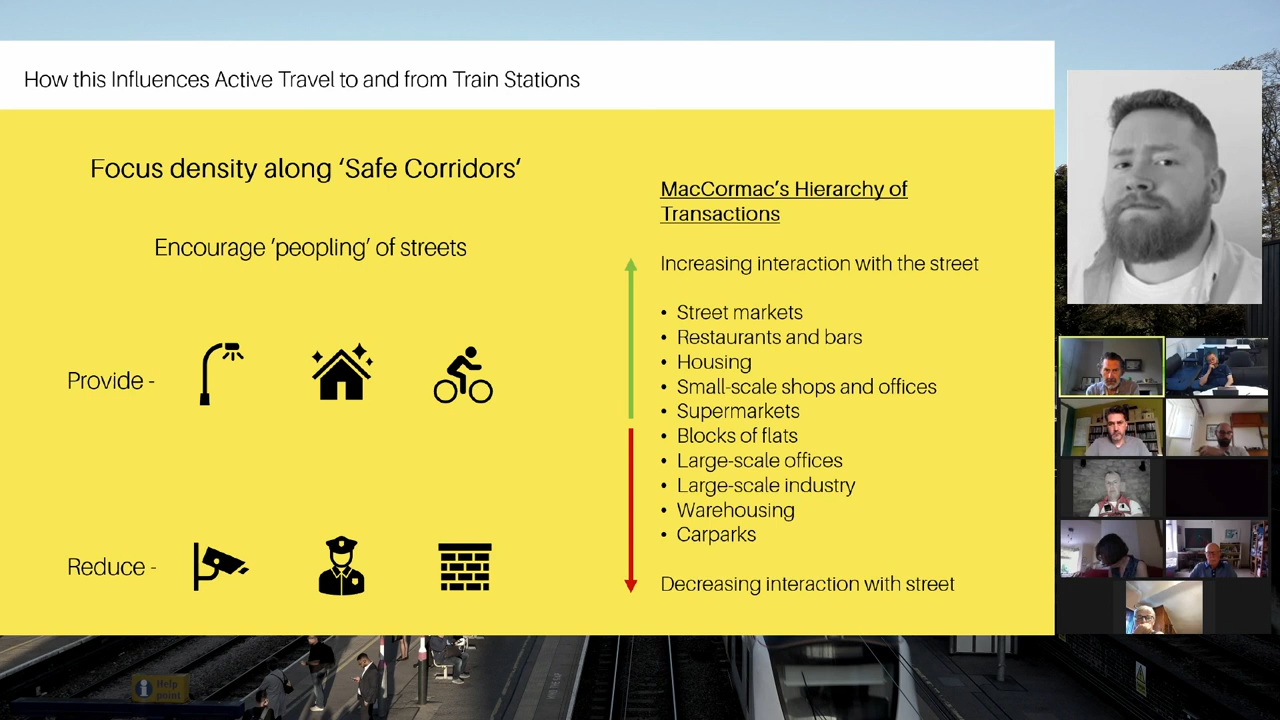 How this Influences Active Travel to and from Train Stations
Focus density along ‘Safe Corridors’
Encourage ‘peopling’ of streets
Provide -
Reduce -
MacCormac’s Hierarchy of
Transactions
Increasing interaction with the street
• Street markets
• Restaurants and bars
• Housing
• Small-scale shops and offices
• Supermarkets
• Blocks of flats
• Large-scale offices
• Large-scale industry
• Warehousing
• Carparks
Decreasing interaction with street
i Help
point